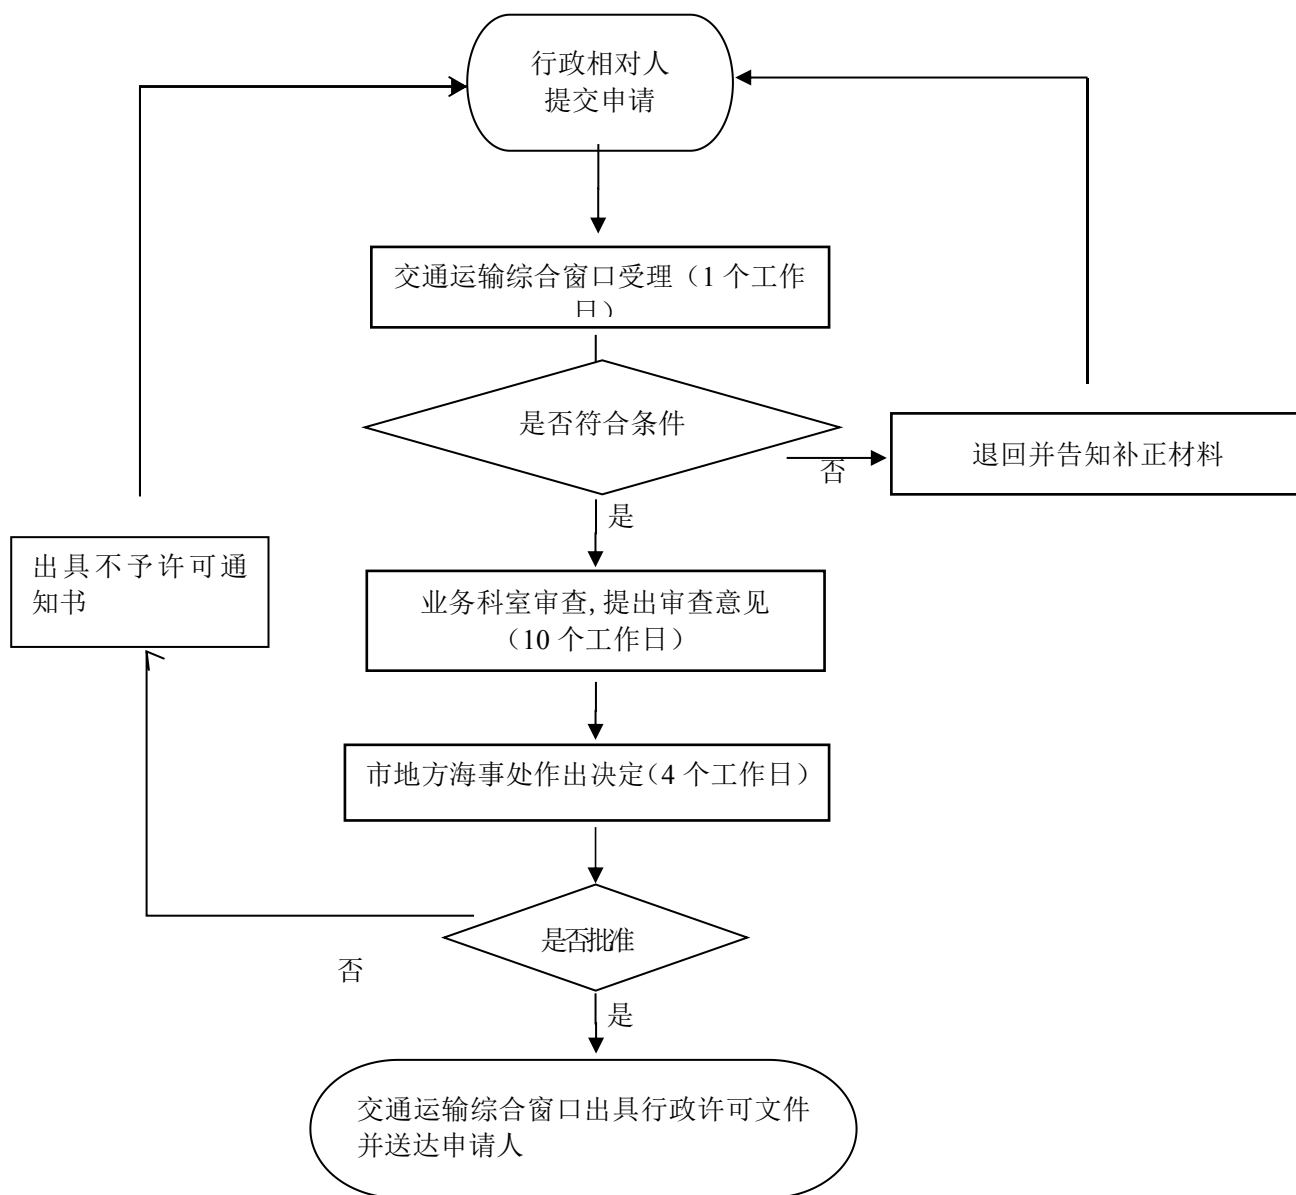 行政相对人
提交申请
交通运输综合窗口受理（1 个工作
日）
是否符合条件
否
退回并告知补正材料
是
出具不予许可通
知书
业务科室审查,提出审查意见
（10 个工作日）
市地方海事处作出决定（4 个工作日）
是否批准
否
是
交通运输综合窗口出具行政许可文件
并送达申请人